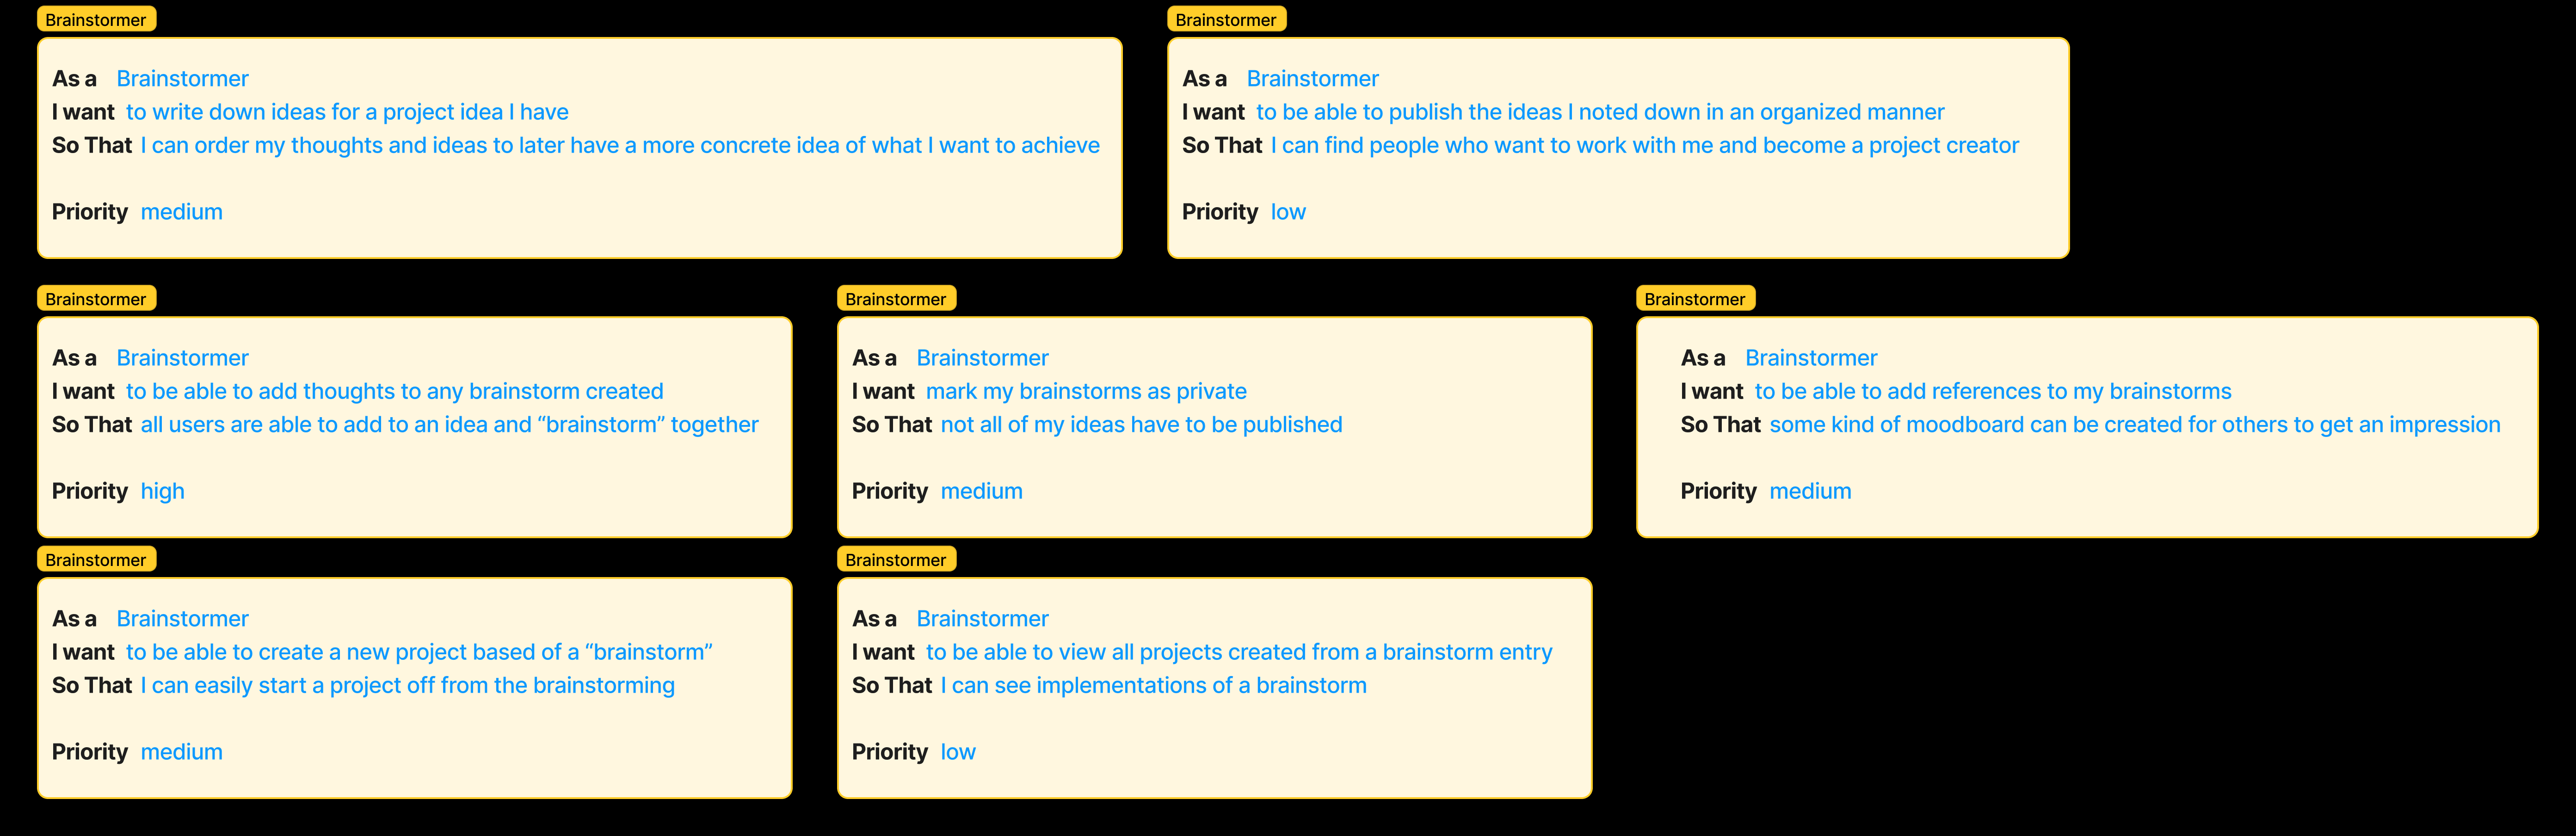 Brainstormer
As a Brainstormer
I want to write down ideas for a project idea I have
So That I can order my thoughts and ideas to later have a more concrete idea of what I want to achieve
Priority medium
Brainstormer
As a Brainstormer
I want to be able to publish the ideas I noted down in an organized manner
So That I can find people who want to work with me and become a project creator
Priority low
Brainstormer
As a Brainstormer
I want to be able to add thoughts to any brainstorm created
So That all users are able to add to an idea and “brainstorm” together
Priority high
Brainstormer
As a Brainstormer
I want mark my brainstorms as private
So That not all of my ideas have to be published
Priority medium
Brainstormer
As a Brainstormer
I want to be able to add references to my brainstorms
So That some kind of moodboard can be created for others to get an impression
Priority medium
Brainstormer
As a Brainstormer
I want to be able to create a new project based of a “brainstorm”
So That I can easily start a project off from the brainstorming
Priority medium
Brainstormer
As a Brainstormer
I want to be able to view all projects created from a brainstorm entry
So That I can see implementations of a brainstorm
Priority low